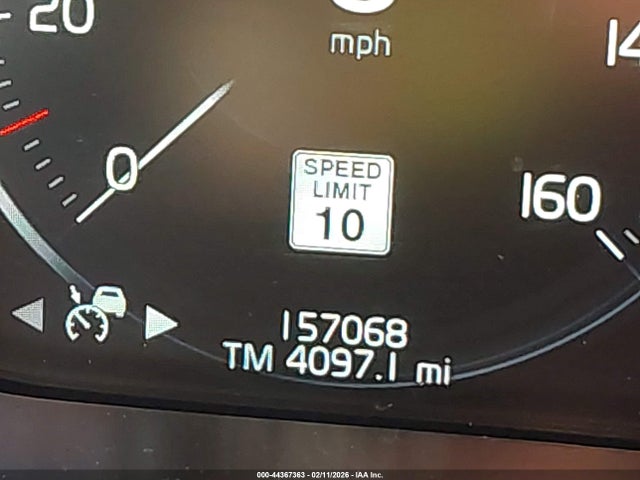 20
mph
14
0
SPEED
LIMIT
10
160
157068
TM 4097.1 mi
000-44367363 - 02/11/2026 - IAA Inc.